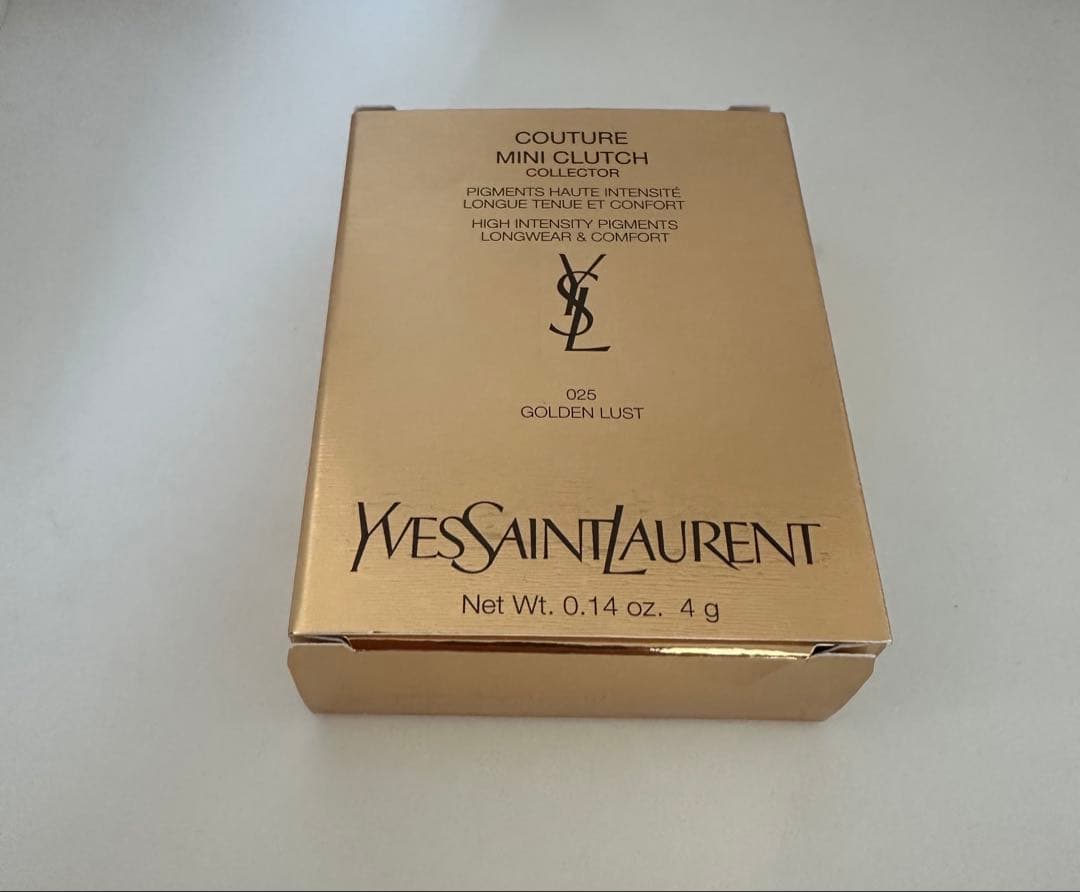 COUTURE
MINI CLUTCH
COLLECTOR
PIGMENTS HAUTE INTENSITÉ
LONGUE TENUE ET CONFORT
HIGH INTENSITY PIGMENTS
LONGWEAR & COMFORT
YSL
025
GOLDEN LUST
YVESSAINTLAURENT
Net Wt. 0.14 oz. 4 g